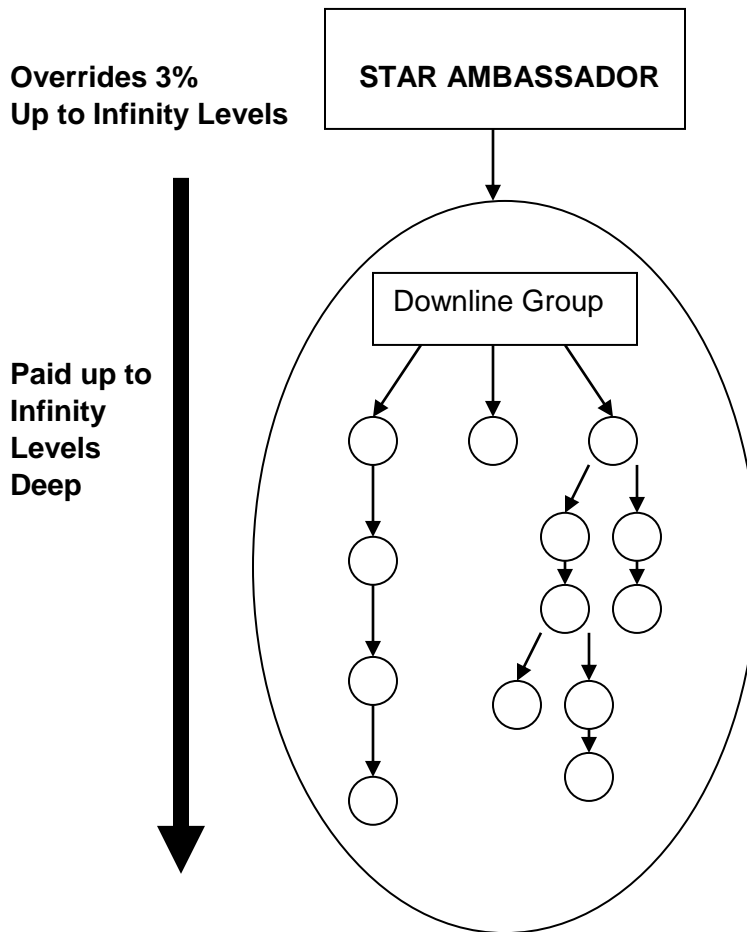 Overrides 3%
Up to Infinity Levels
STAR AMBASSADOR
Downline Group
Paid up to
Infinity
Levels
Deep